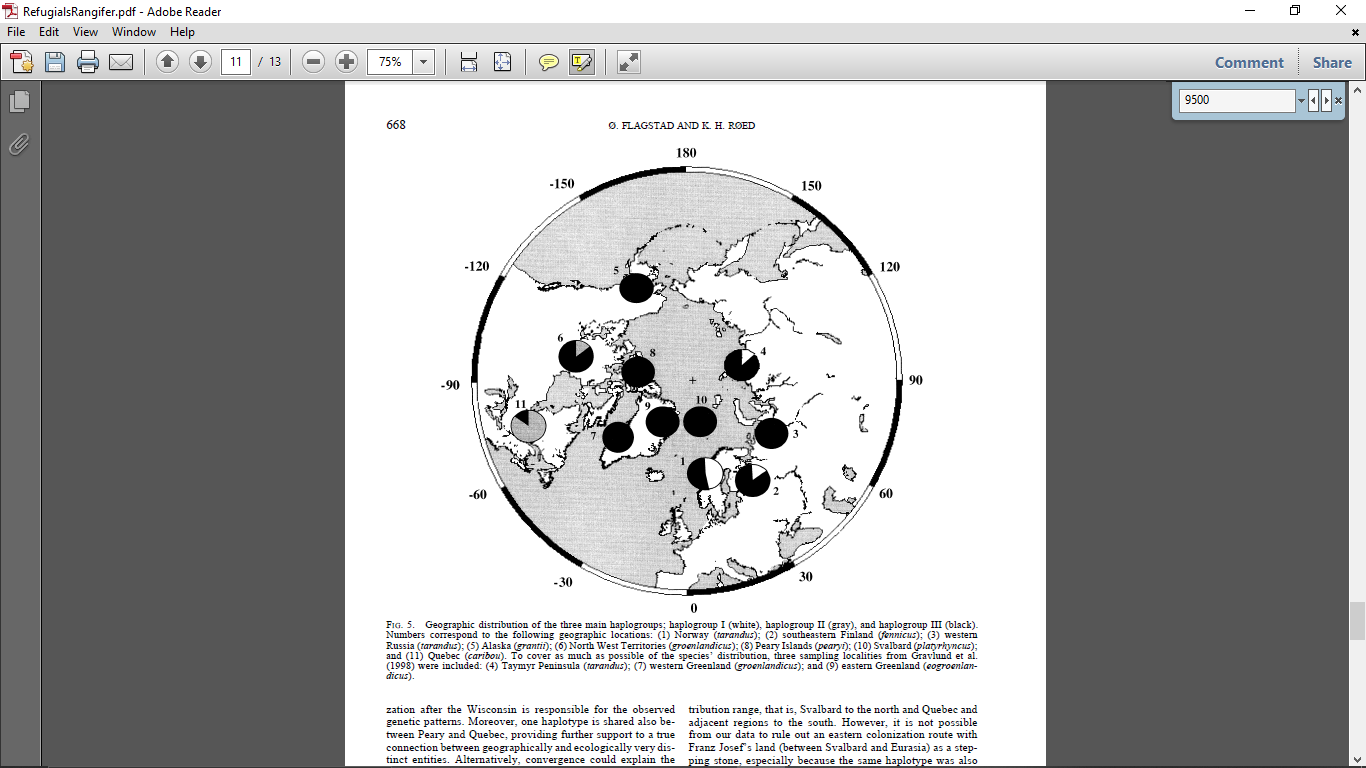 RefugialsRangifer.pdf - Adobe Reader
File Edit View Window Help
11 / 13
75%
Comment Share
9500
668
Ø. FLAGSTAD AND K. H. RØED
180
-150
150
-120
120
5
6
8
4
-90
90
10
11
9
7
3
1
2
-60
60
-30
30
0
FIG. 5. Geographic distribution of the three main haplogroups; haplogroup I (white), haplogroup II (gray), and haplogroup III (black).
Numbers correspond to the following geographic locations: (1) Norway (tarandus); (2) southeastern Finland (fennicus); (3) western
Russia (tarandus); (5) Alaska (grantii); (6) North West Territories (groenlandicus); (8) Peary Islands (pearyi); (10) Svalbard (platyrhyncus);
and (11) Quebec (caribou). To cover as much as possible of the species' distribution, three sampling localities from Gravlund et al.
(1998) were included: (4) Taymyr Peninsula (tarandus); (7) western Greenland (groenlandicus); and (9) eastern Greenland (eogroenlan-
dicus).
zation after the Wisconsin is responsible for the observed
genetic patterns. Moreover, one haplotype is shared also be-
tween Peary and Quebec, providing further support to a true
connection between geographically and ecologically very dis-
tinct entities. Alternatively, convergence could explain the
tribution range, that is, Svalbard to the north and Quebec and
adjacent regions to the south. However, it is not possible
from our data to rule out an eastern colonization route with
Franz Josef's land (between Svalbard and Eurasia) as a step-
ping stone, especially because the same haplotype was also